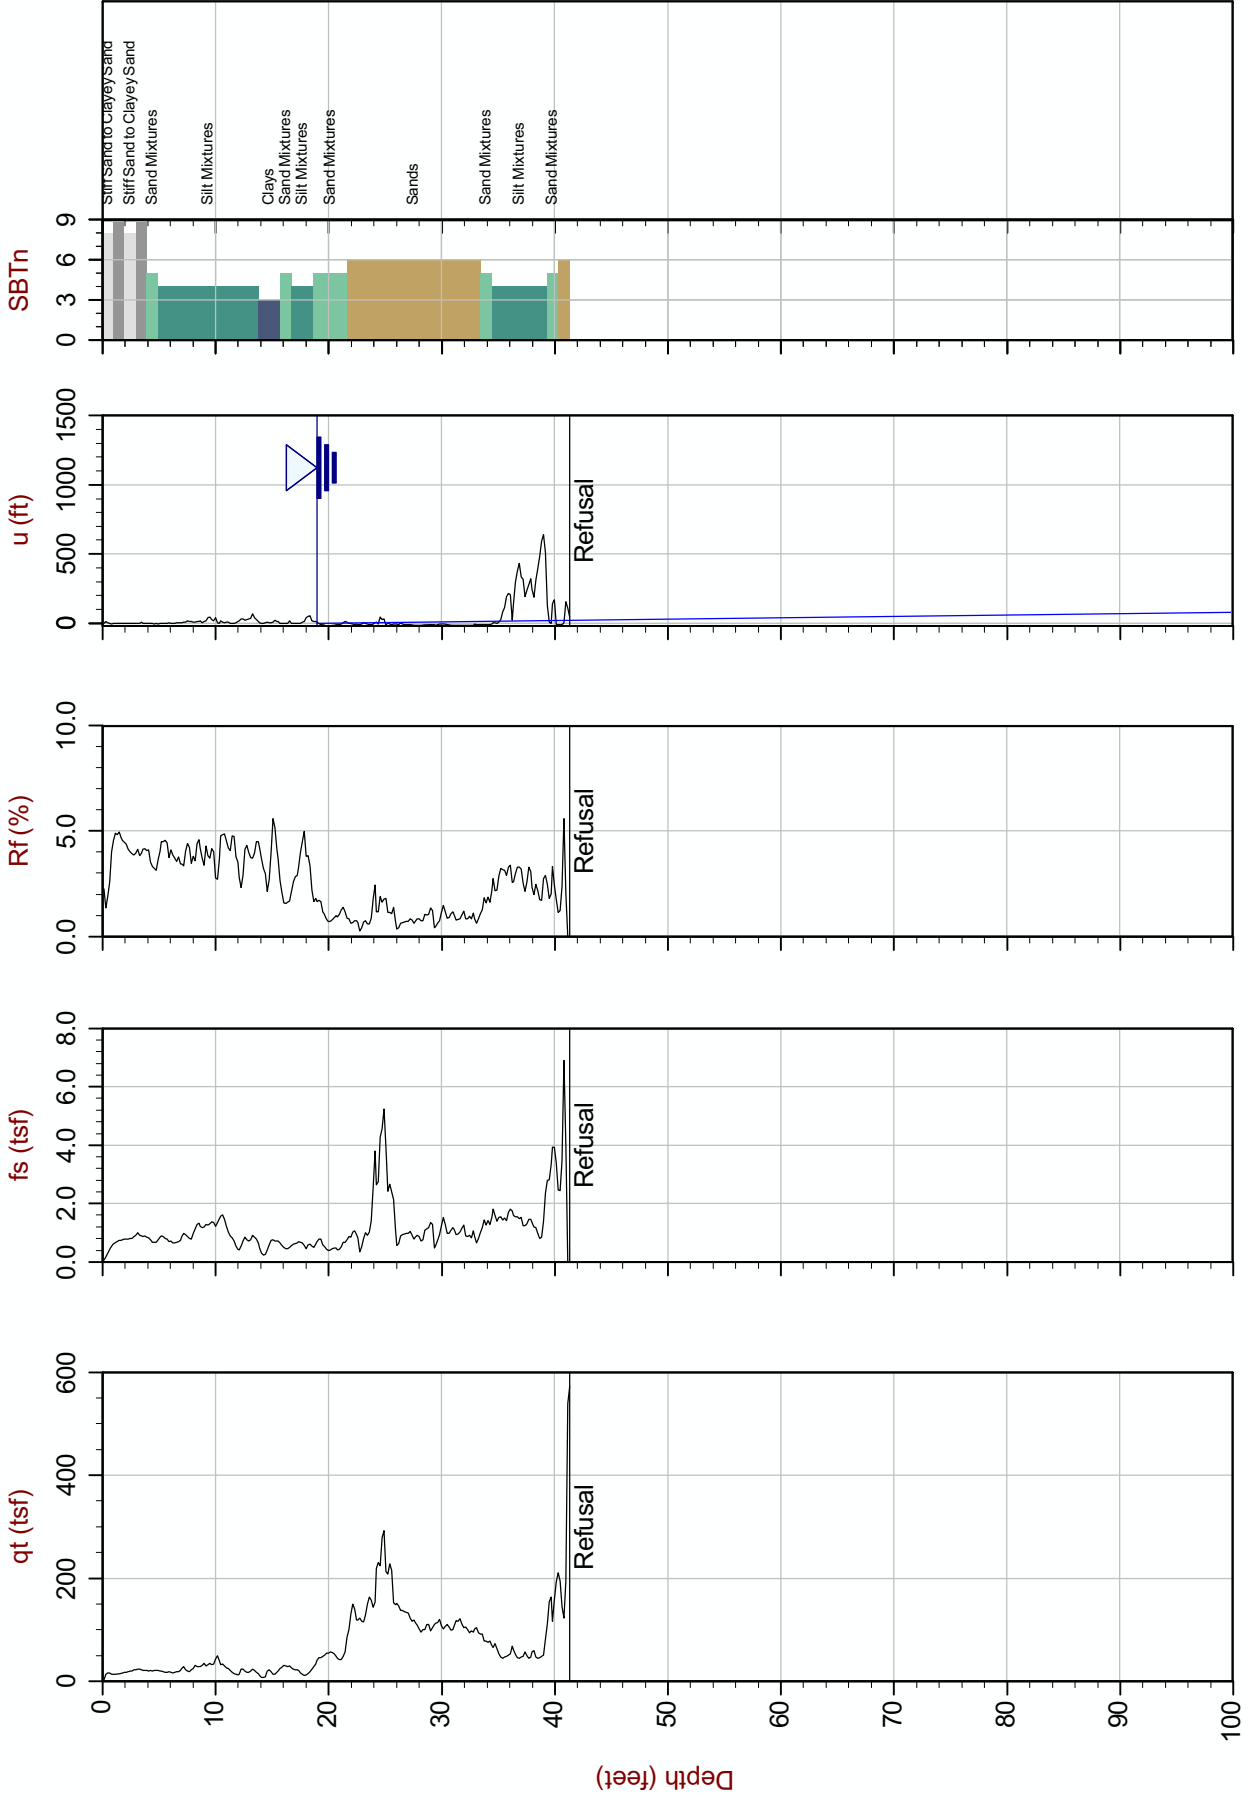 qt (tsf)
fs (tsf)
Rf (%)
u (ft)
SBTn
0
200
400
600
0.0
2.0
4.0
6.0
8.0
0.0
5.0
10.0
0
500
1000
1500
0
3
6
9
Depth (feet)
0
10
20
30
40
50
60
70
80
90
100
Stiff Sand to Clayey Sand
Stiff Sand to Clayey Sand
Sand Mixtures
Silt Mixtures
Clays
Sand Mixtures
Silt Mixtures
Sand Mixtures
Sands
Sand Mixtures
Silt Mixtures
Sand Mixtures
Refusal
Refusal
Refusal
Refusal